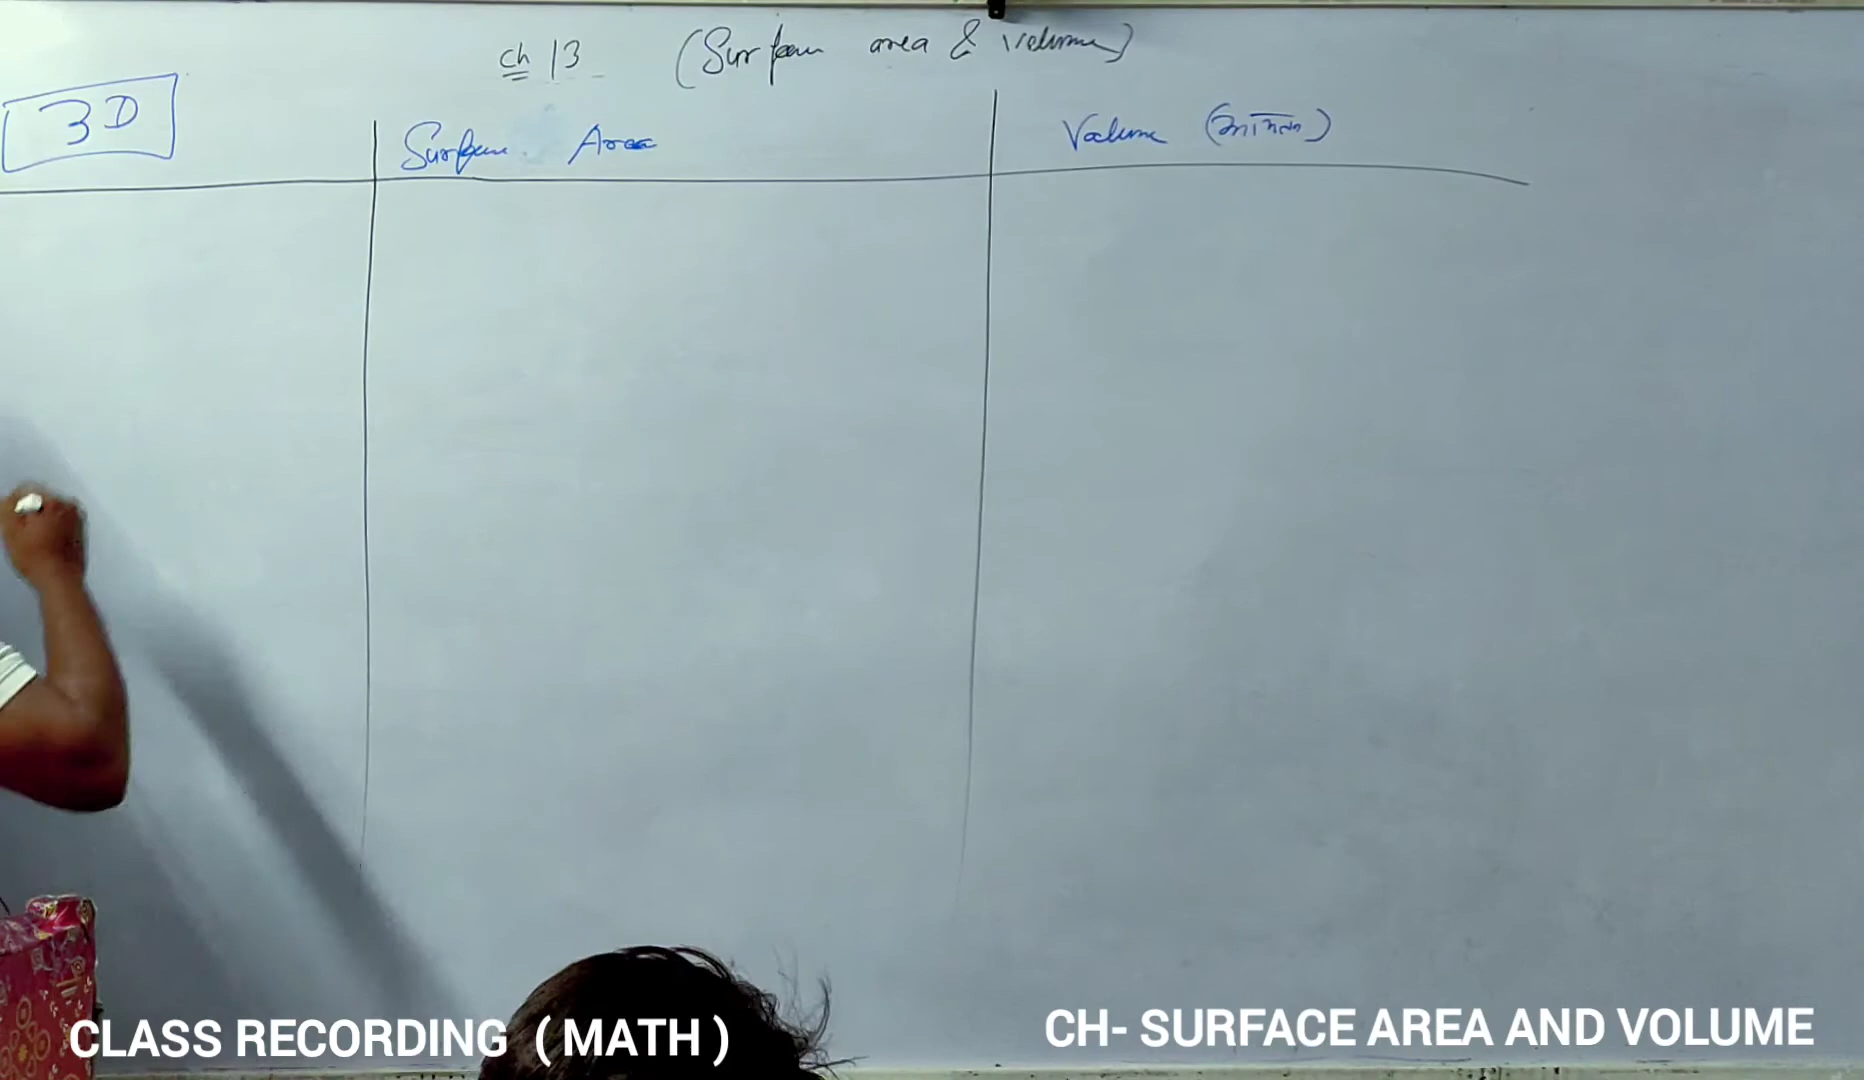 ch 13 (Surface area & Volume)
3D
Surface Area
Volume (आयतन)
CLASS RECORDING (MATH)
CH- SURFACE AREA AND VOLUME